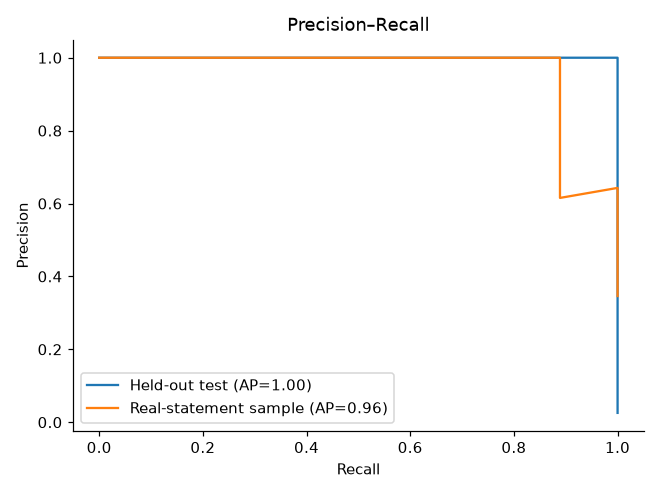 Precision–Recall
1.0
0.8
0.6
0.4
0.2
0.0
Precision
Held-out test (AP=1.00)
Real-statement sample (AP=0.96)
0.0 0.2 0.4 0.6 0.8 1.0
Recall